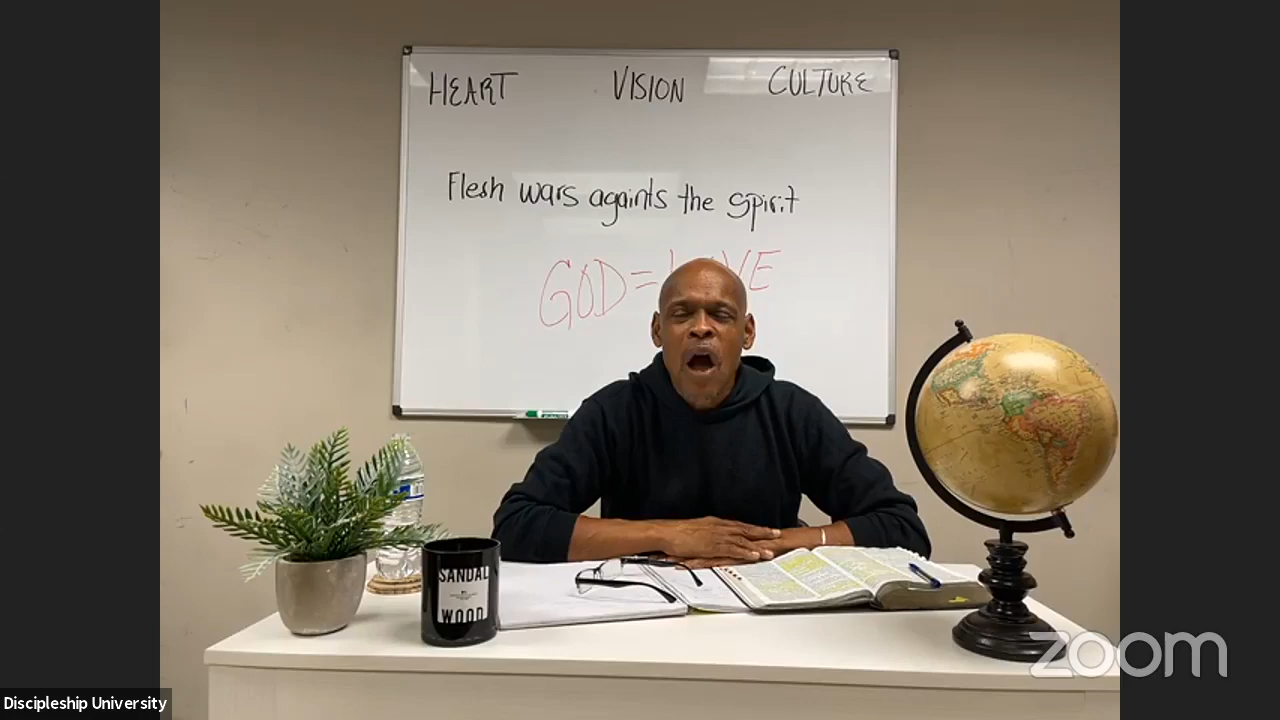 HEART VISION CULTURE
Flesh wars againts the spirit
GOD =
SANDAL
WOOD
zoom
Discipleship University